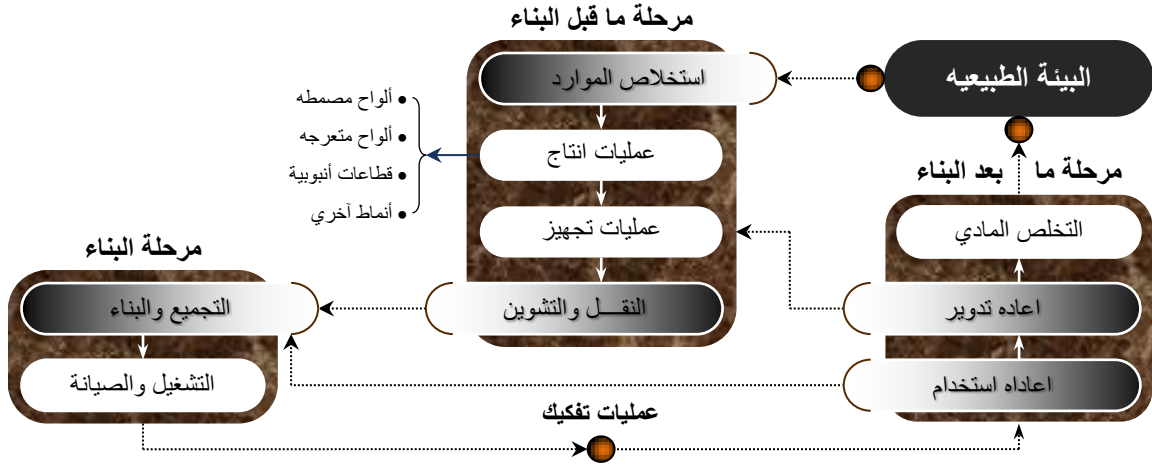 مرحلة ما قبل البناء
البيئة الطبيعيه
استخلاص الموارد
عمليات انتاج
• ألواح مصمطه
• ألواح متعرجه
• قطاعات أنبوبية
• أنماط آخري
عمليات تجهيز
النقــــل والتشوين
مرحلة ما بعد البناء
التخلص المادي
اعاده تدوير
اعاداه استخدام
مرحلة البناء
التجميع والبناء
التشغيل والصيانة
عمليات تفكيك